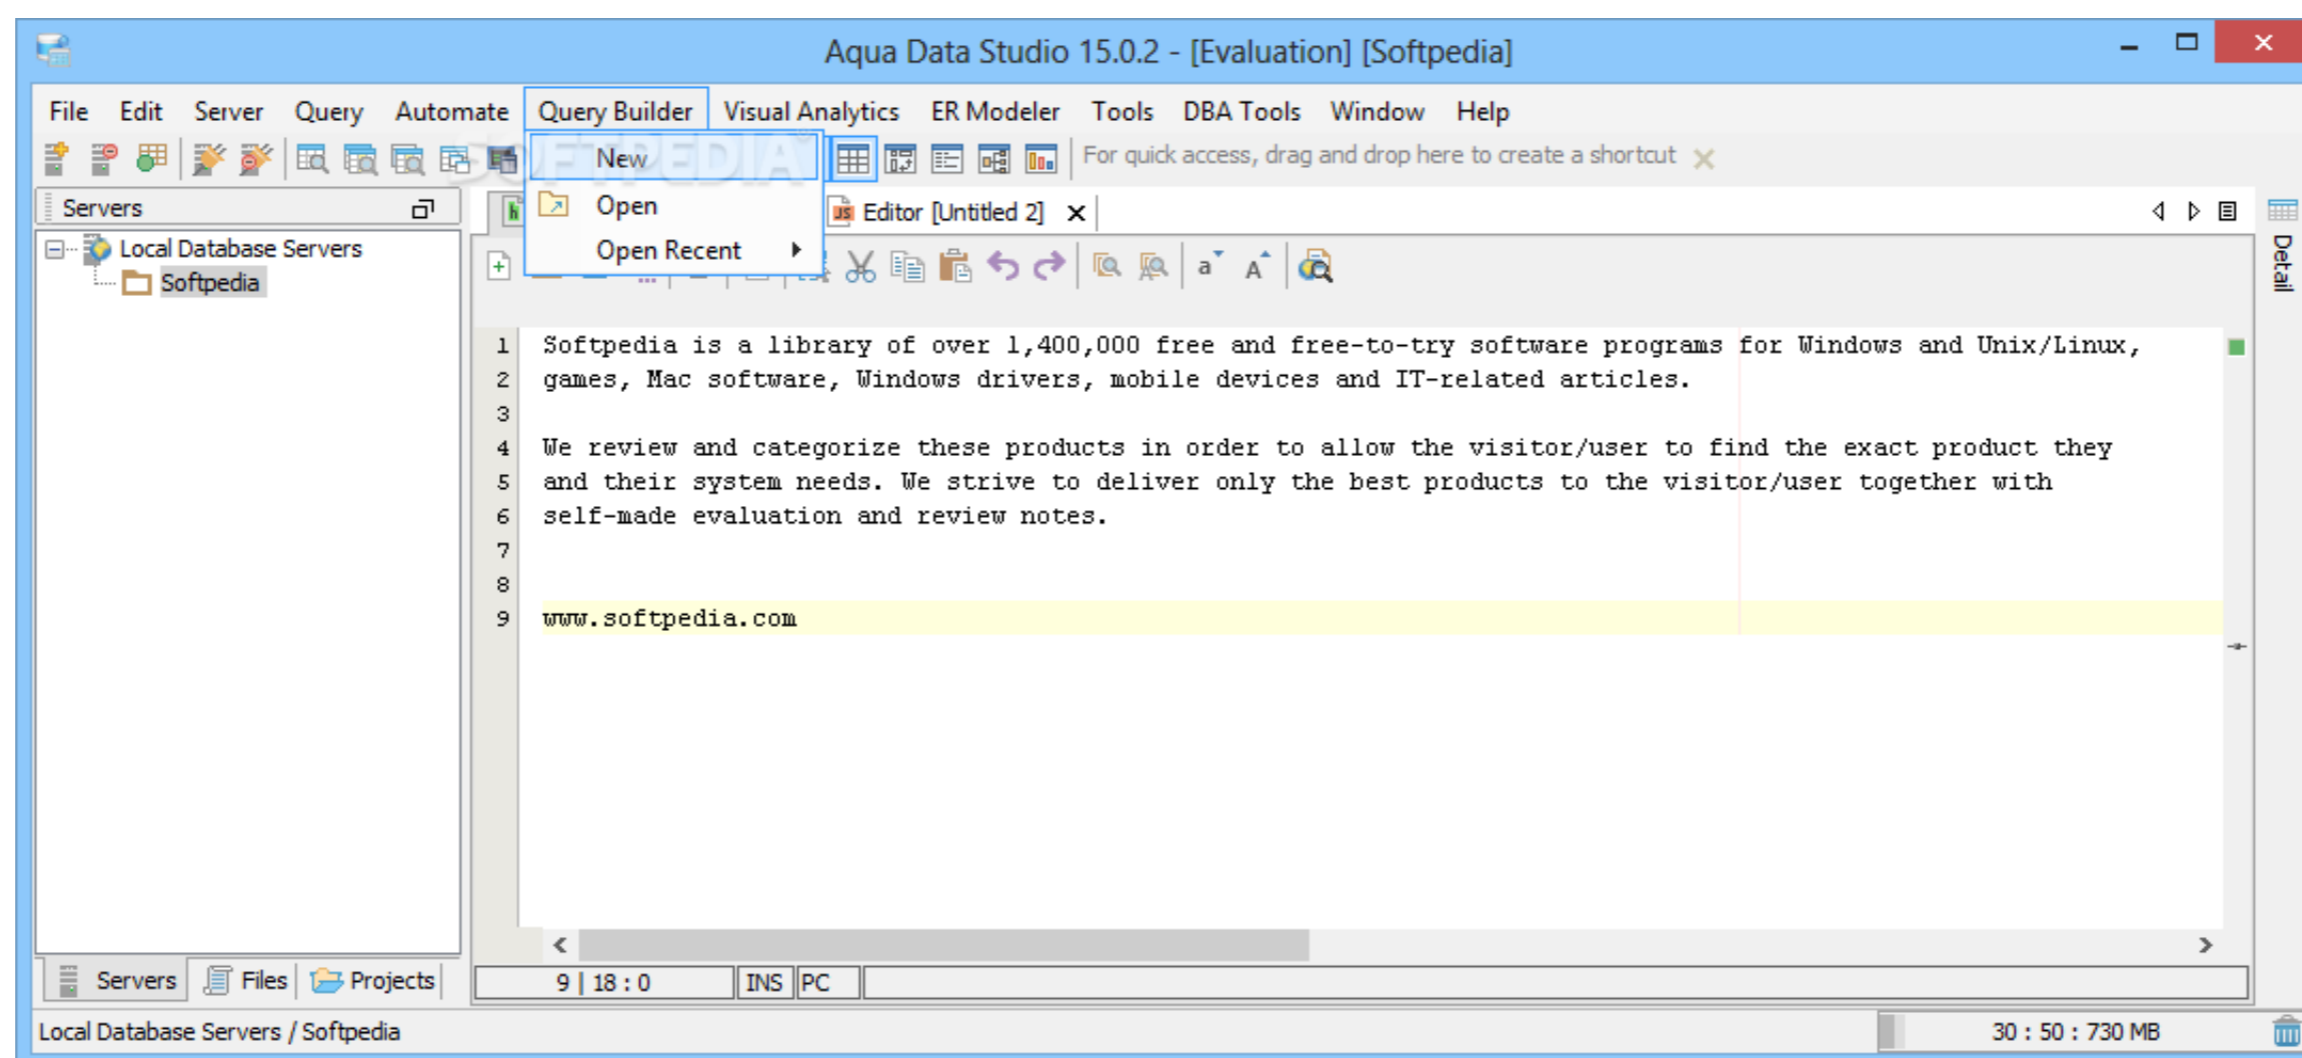 Aqua Data Studio 15.0.2 - [Evaluation] [Softpedia]
File Edit Server Query Automate Query Builder Visual Analytics ER Modeler Tools DBA Tools Window Help
SOFTPEDIA®
New
For quick access, drag and drop here to create a shortcut
Servers
Open
JS Editor [Untitled 2]
Local Database Servers
Open Recent
Softpedia
Detail
1 Softpedia is a library of over 1,400,000 free and free-to-try software programs for Windows and Unix/Linux,
2 games, Mac software, Windows drivers, mobile devices and IT-related articles.
3
4 We review and categorize these products in order to allow the visitor/user to find the exact product they
5 and their system needs. We strive to deliver only the best products to the visitor/user together with
6 self-made evaluation and review notes.
7
8
9 www.softpedia.com
Servers Files Projects
9 | 18 : 0 INS PC
Local Database Servers / Softpedia
30 : 50 : 730 MB